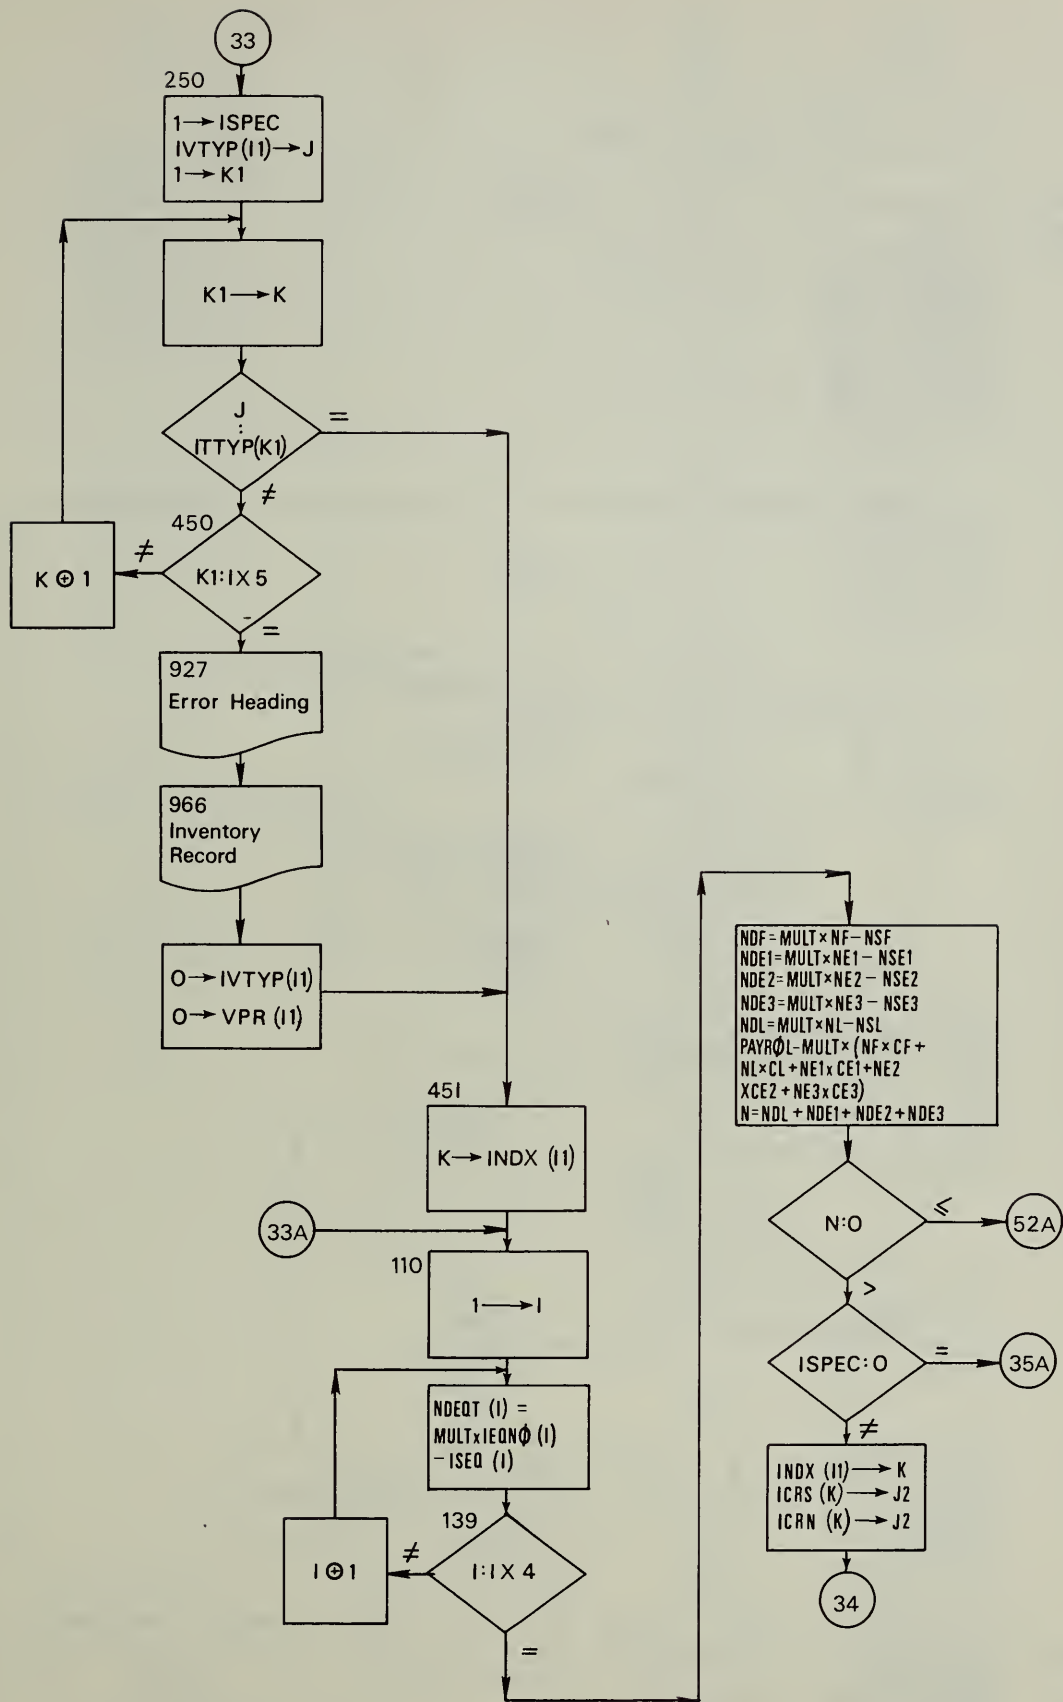 33
250
1→ISPEC
IVTYP(I1)→J
1→K1
K1→K
J
:
ITTYP(K1)
=
≠
450
K1:IX5
≠
K⊕1
=
927
Error Heading
966
Inventory
Record
O→IVTYP(I1)
O→VPR (I1)
451
K→INDX (I1)
33A
110
1→I
NDEQT (I) =
MULT×IEQNØ (I)
– ISEQ (I)
139
I:IX4
≠
I⊕1
=
NDF=MULT×NF–NSF
NDE1=MULT×NE1–NSE1
NDE2=MULT×NE2–NSE2
NDE3=MULT×NE3–NSE3
NDL=MULT×NL–NSL
PAYRØL–MULT×(NF×CF+
NL×CL+NE1×CE1+NE2
XCE2+NE3×CE3)
N=NDL+NDE1+NDE2+NDE3
N:O
≤
52A
>
ISPEC:O
=
35A
≠
INDX (I1)→K
ICRS (K)→J2
ICRN (K)→J2
34